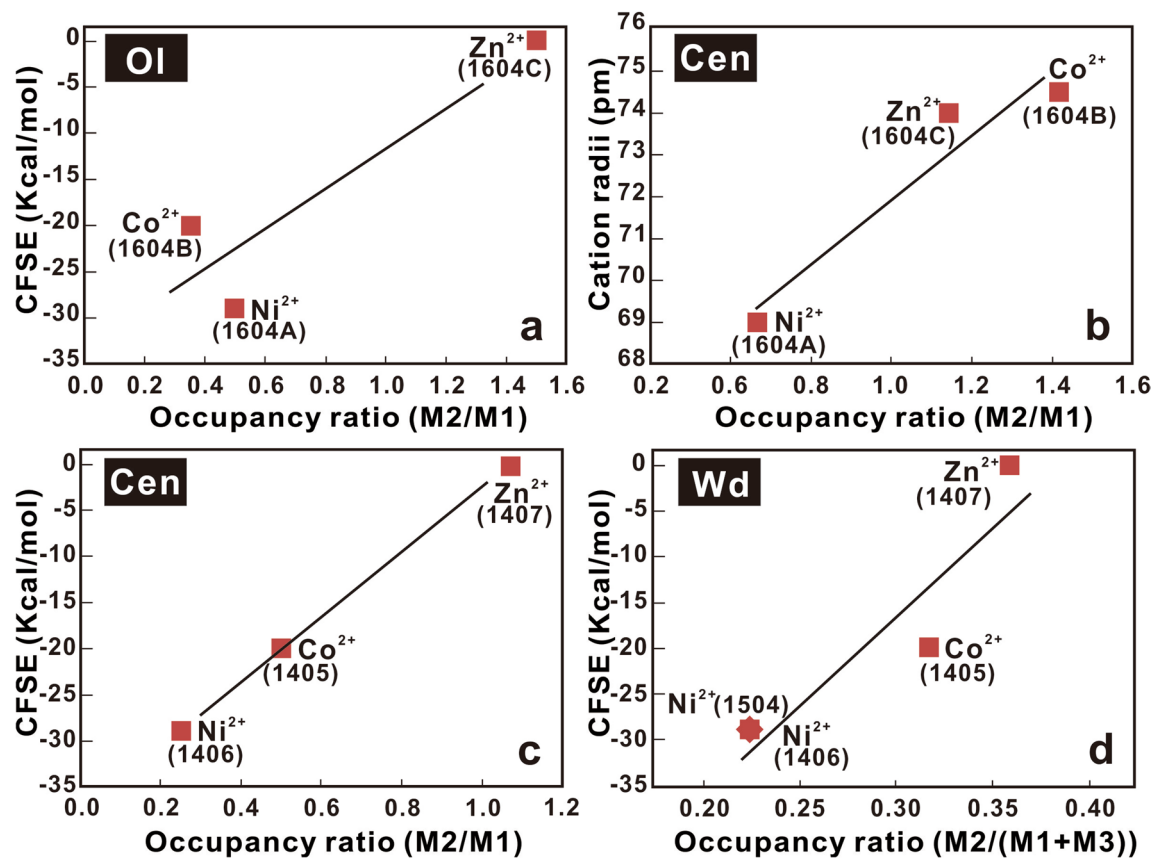 Ol
CFSE (Kcal/mol)
0
-5
-10
-15
-20
-25
-30
-35
Zn²⁺
(1604C)
Co²⁺
(1604B)
Ni²⁺
(1604A)
a
0.0 0.2 0.4 0.6 0.8 1.0 1.2 1.4 1.6
Occupancy ratio (M2/M1)
Cen
Cation radii (pm)
76
75
74
73
72
71
70
69
68
Co²⁺
(1604B)
Zn²⁺
(1604C)
Ni²⁺
(1604A)
b
0.2 0.6 1.0 1.4 1.6
Occupancy ratio (M2/M1)
Cen
CFSE (Kcal/mol)
0
-5
-10
-15
-20
-25
-30
-35
Zn²⁺
(1407)
Co²⁺
(1405)
Ni²⁺
(1406)
c
0.0 0.2 0.4 0.6 0.8 1.0 1.2
Occupancy ratio (M2/M1)
Wd
CFSE (Kcal/mol)
0
-5
-10
-15
-20
-25
-30
-35
Zn²⁺
(1407)
Co²⁺
(1405)
Ni²⁺(1504)
Ni²⁺
(1406)
d
0.20 0.25 0.30 0.35 0.40
Occupancy ratio (M2/(M1+M3))